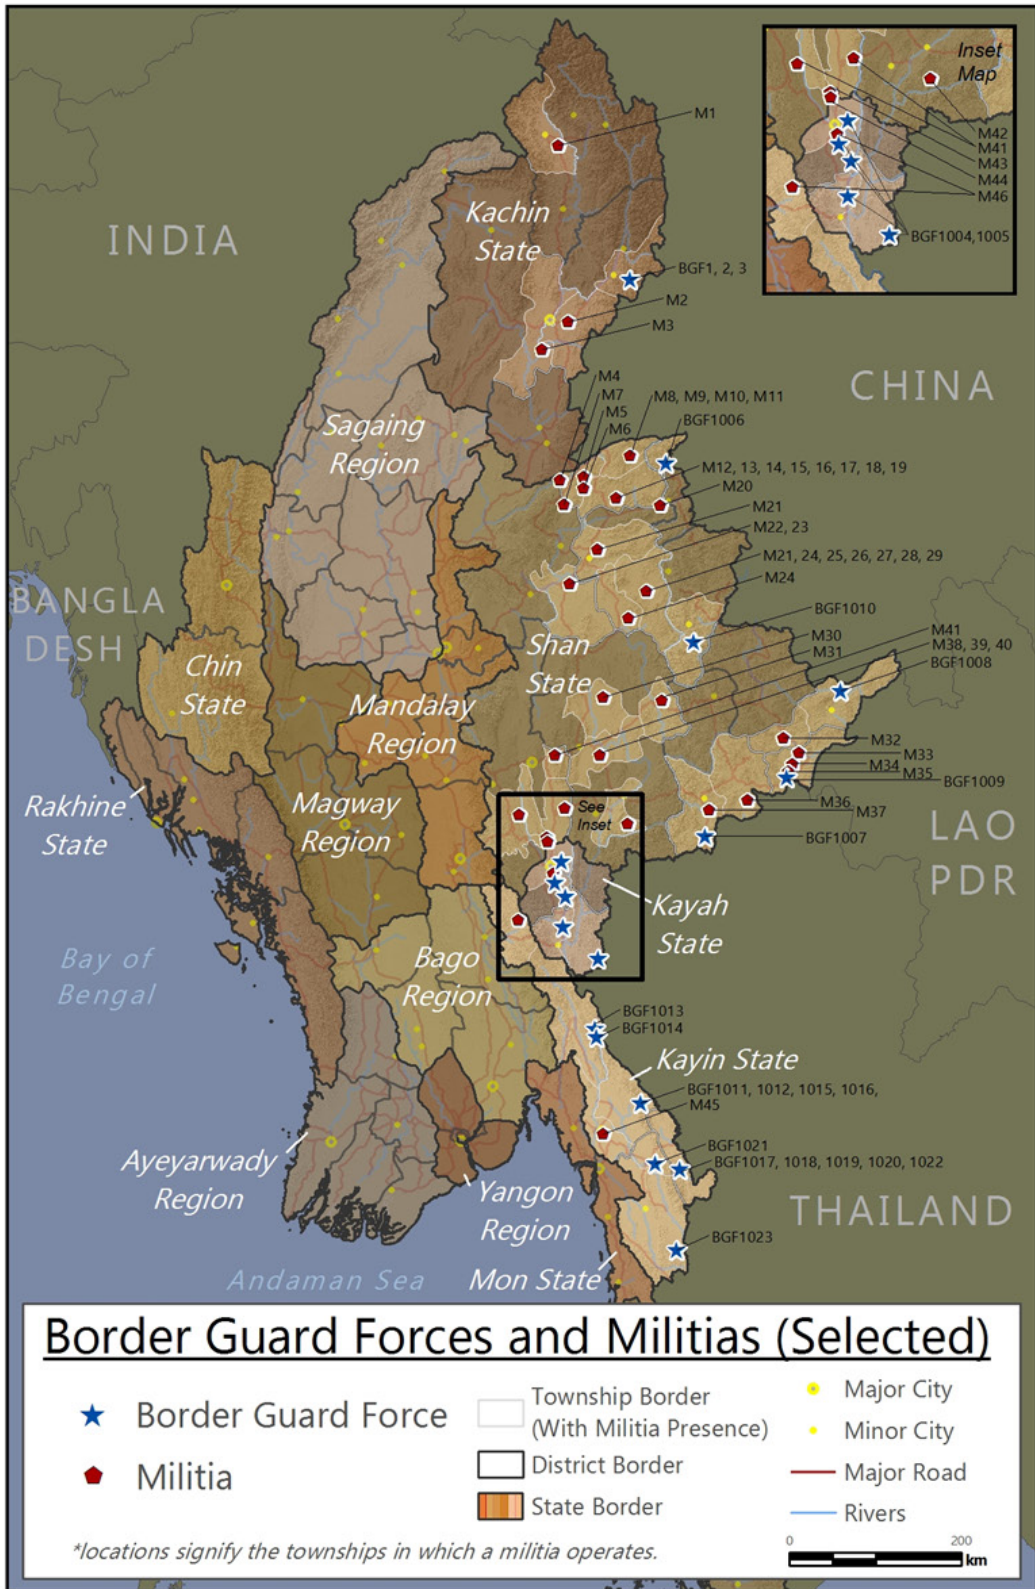 Inset
Map
M42
M41
M43
M44
M46
BGF1004,1005
M1
Kachin
State
INDIA
BGF1, 2, 3
M2
M3
CHINA
M4
M7
M5
M6
M8, M9, M10, M11
BGF1006
M12, 13, 14, 15, 16, 17, 18, 19
M20
Sagaing
Region
M21
M22, 23
M21, 24, 25, 26, 27, 28, 29
M24
BANGLA
DESH
BGF1010
Shan
State
M30
M31
M41
M38, 39, 40
BGF1008
Chin
State
Mandalay
Region
M32
M33
M34
M35
BGF1009
Rakhine
State
Magway
Region
See
Inset
M36
M37
BGF1007
LAO
PDR
Kayah
State
Bay of
Bengal
Bago
Region
BGF1013
BGF1014
Kayin State
BGF1011, 1012, 1015, 1016,
M45
Ayeyarwady
Region
Yangon
Region
BGF1021
BGF1017, 1018, 1019, 1020, 1022
THAILAND
BGF1023
Andaman Sea
Mon State
Border Guard Forces and Militias (Selected)
Border Guard Force
Militia
Township Border
(With Militia Presence)
District Border
State Border
Major City
Minor City
Major Road
Rivers
*locations signify the townships in which a militia operates.
0 200
km